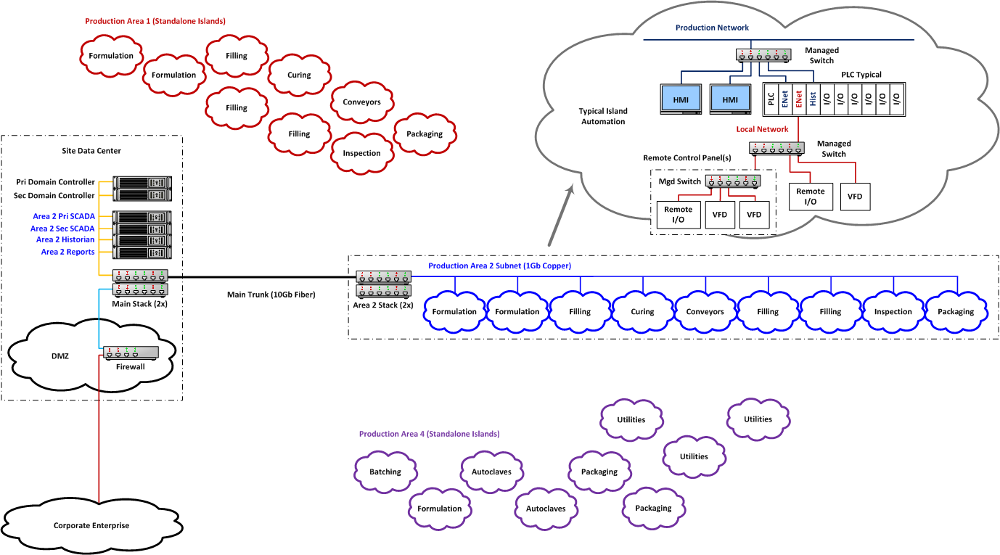 Production Area 1 (Standalone Islands)
Formulation
Formulation
Filling
Filling
Curing
Filling
Conveyors
Inspection
Packaging
Production Network
Managed
Switch
PLC Typical
HMI
HMI
PLC
ENet
ENet
Hist
I/O
I/O
I/O
I/O
I/O
I/O
Typical Island
Automation
Local Network
Managed
Switch
Remote Control Panel(s)
Mgd Switch
Remote
I/O
VFD
VFD
Remote
I/O
VFD
Site Data Center
Pri Domain Controller
Sec Domain Controller
Area 2 Pri SCADA
Area 2 Sec SCADA
Area 2 Historian
Area 2 Reports
Main Stack (2x)
Main Trunk (10Gb Fiber)
Production Area 2 Subnet (1Gb Copper)
Area 2 Stack (2x)
Formulation
Formulation
Filling
Curing
Conveyors
Filling
Filling
Inspection
Packaging
DMZ
Firewall
Corporate Enterprise
Production Area 4 (Standalone Islands)
Batching
Formulation
Autoclaves
Autoclaves
Packaging
Packaging
Utilities
Utilities
Utilities